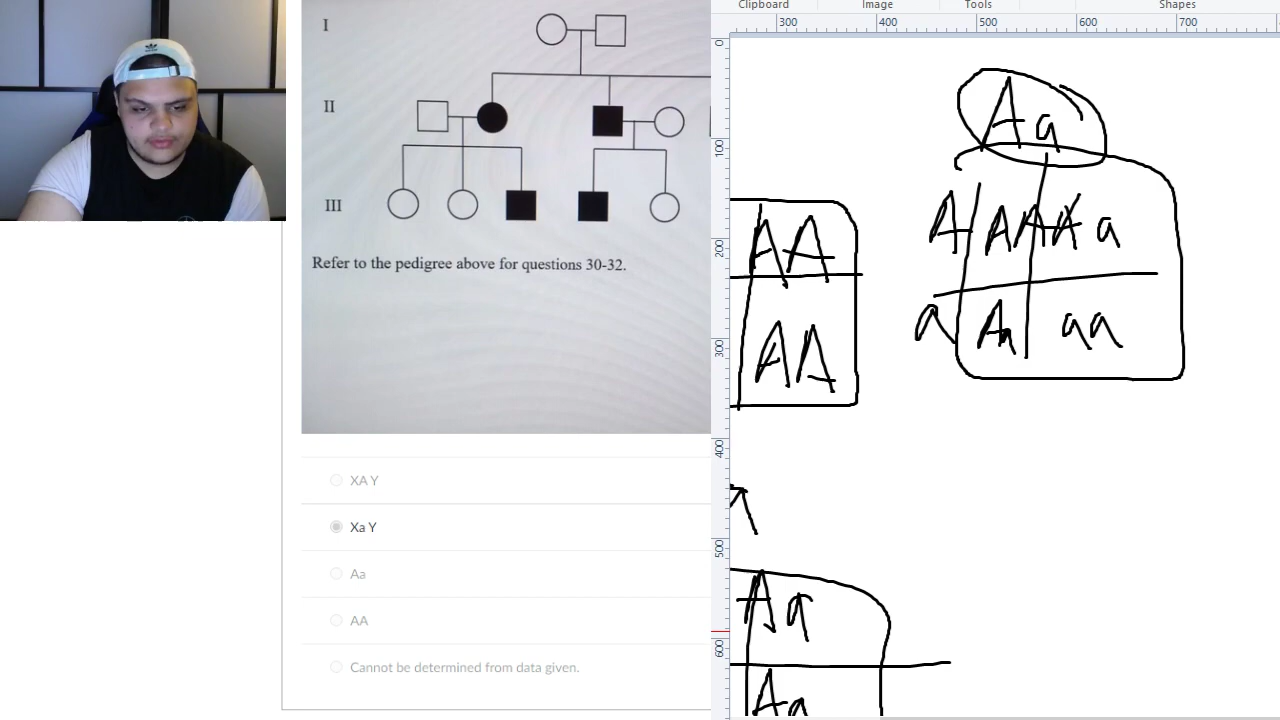 Clipboard
Image
Tools
Shapes
300
400
500
600
700
0
100
200
300
400
500
600
I
II
III
Refer to the pedigree above for questions 30-32.
XA Y
Xa Y
Aa
AA
Cannot be determined from data given.
Aa
A AA Aa
a Aa aa
AA
AA
Aa
Aa